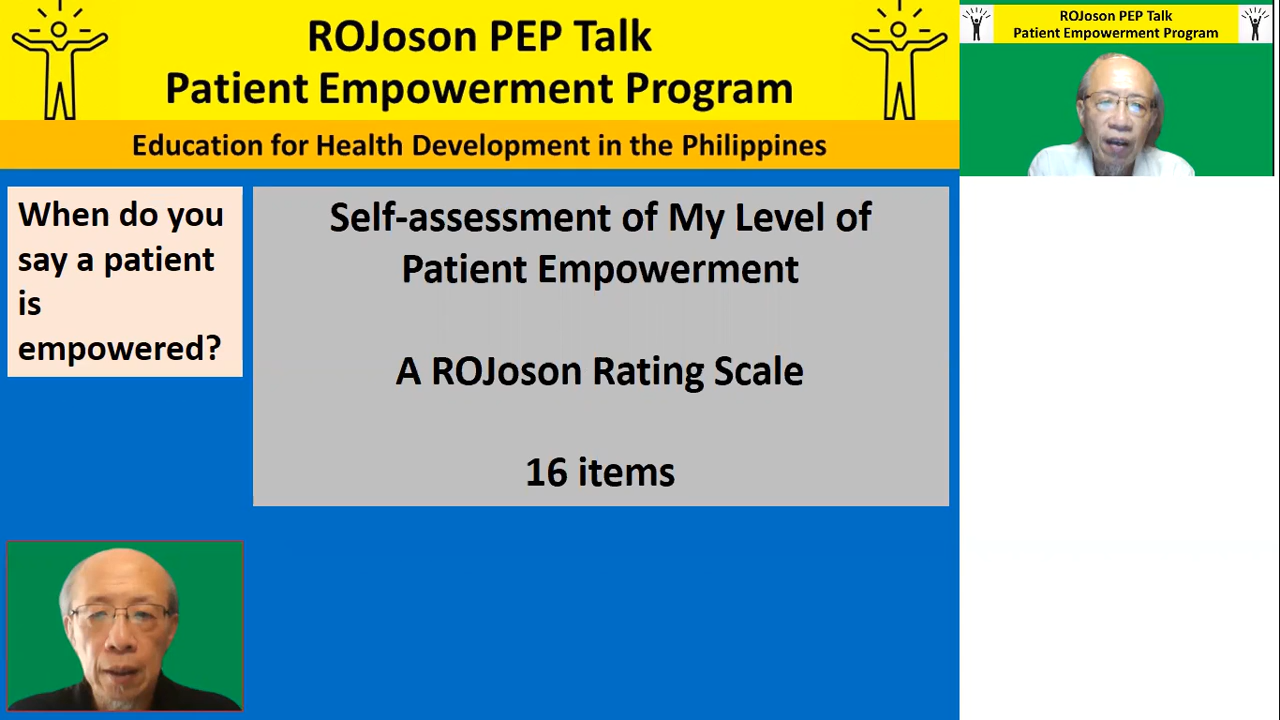 ROJoson PEP Talk
Patient Empowerment Program
Education for Health Development in the Philippines
When do you
say a patient
is
empowered?
Self-assessment of My Level of
Patient Empowerment
A ROJoson Rating Scale
16 items
ROJoson PEP Talk
Patient Empowerment Program